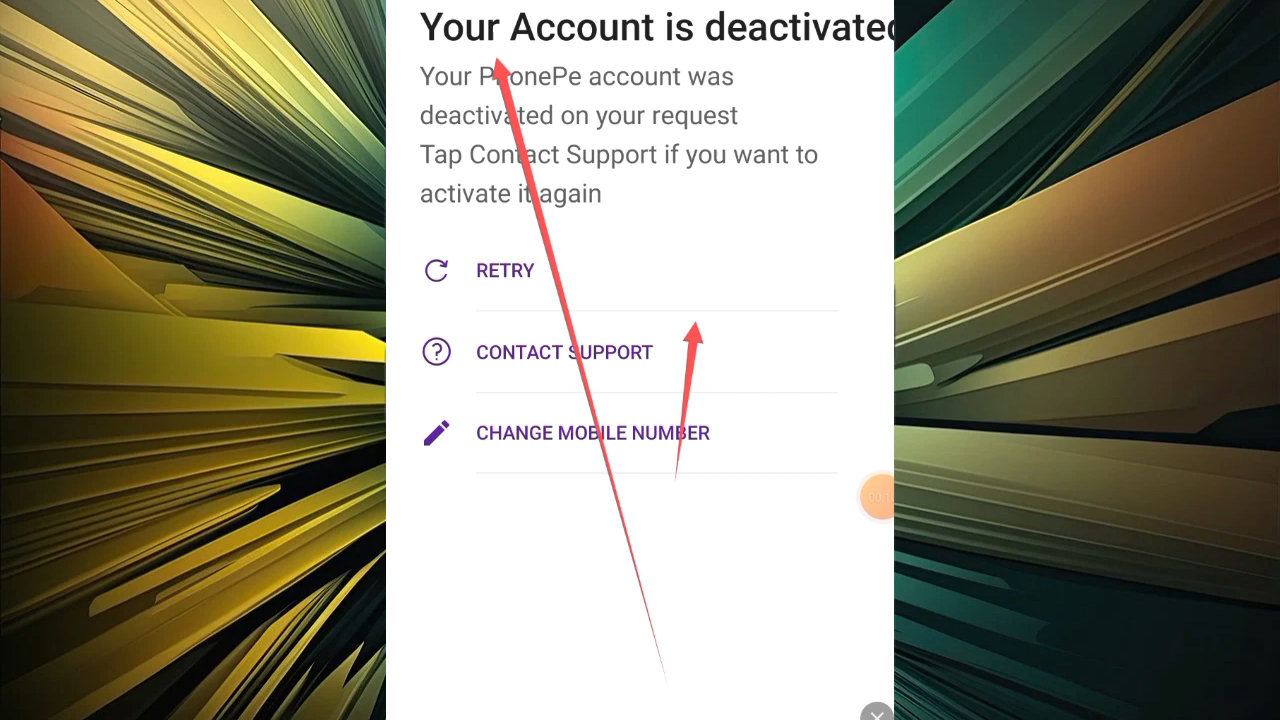 Your Account is deactivated
Your PhonePe account was
deactivated on your request
Tap Contact Support if you want to
activate it again
RETRY
CONTACT SUPPORT
CHANGE MOBILE NUMBER